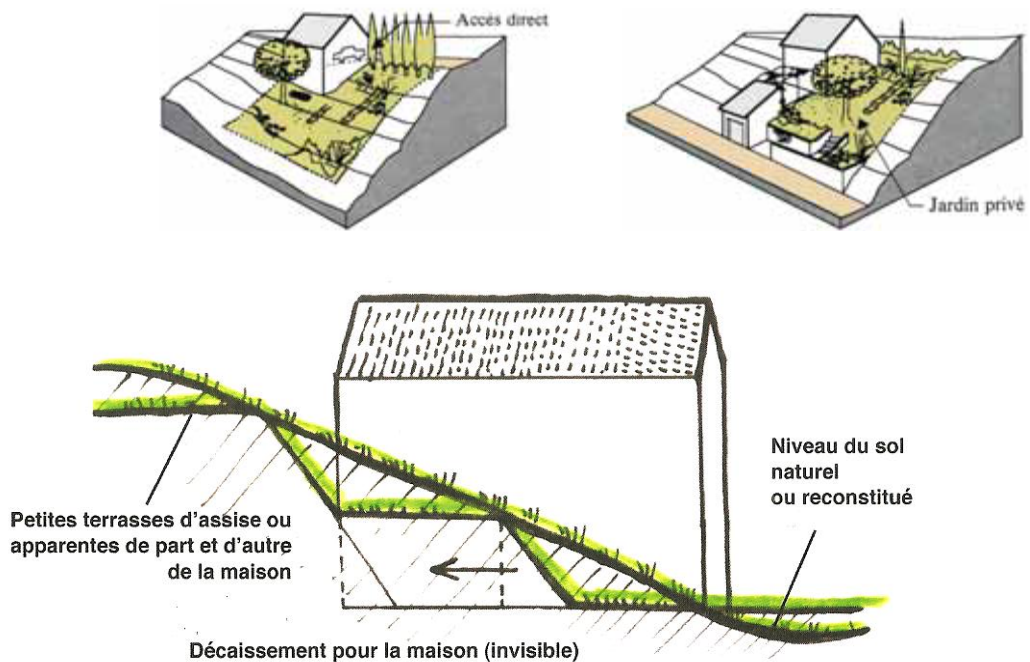 Accès direct
Jardin privé
Niveau du sol
naturel
ou reconstitué
Petites terrasses d'assise ou
apparentes de part et d'autre
de la maison
Décaissement pour la maison (invisible)